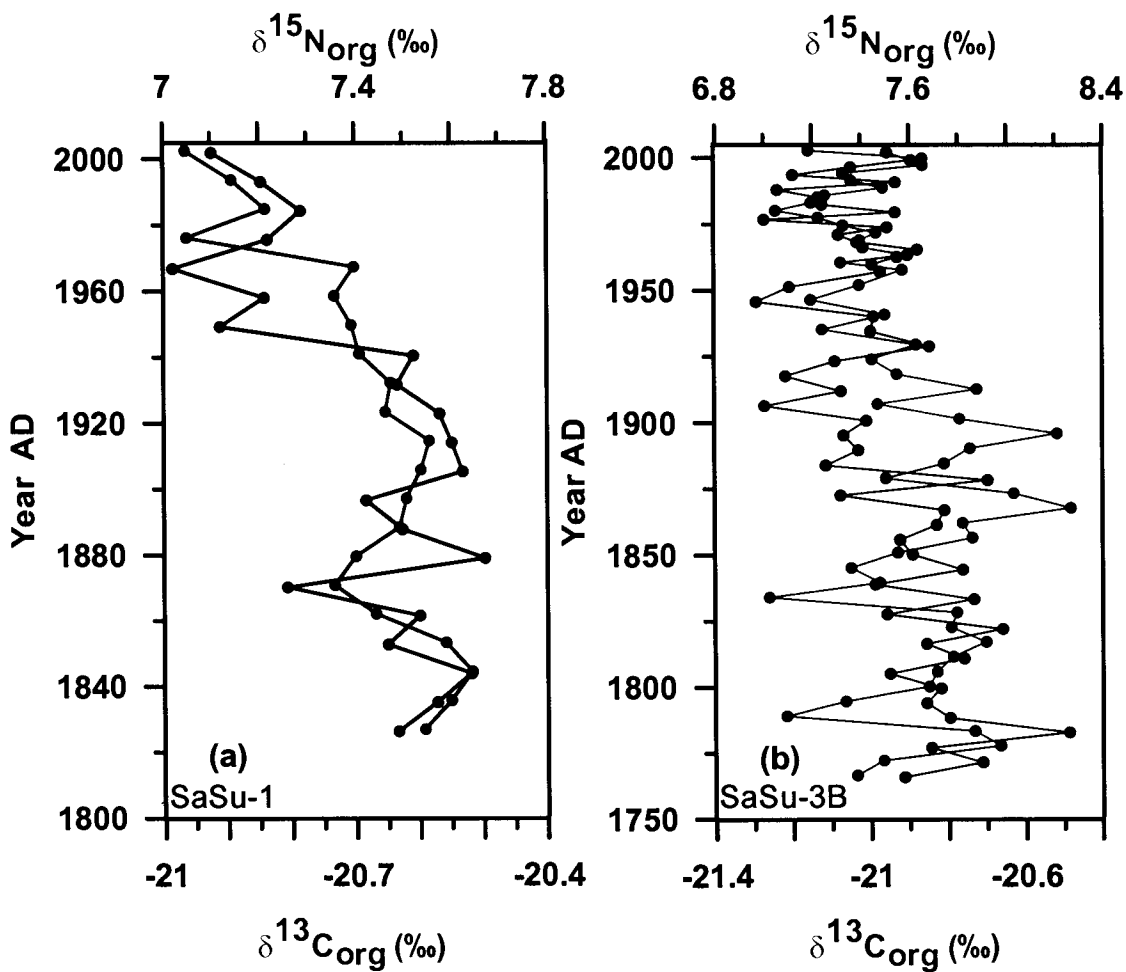 δ15Norg (‰)
7 7.4 7.8
2000
1960
1920
1880
1840
1800
Year AD
(a)
SaSu-1
-21 -20.7 -20.4
δ13Corg (‰)
δ15Norg (‰)
6.8 7.6 8.4
2000
1950
1900
1850
1800
1750
Year AD
(b)
SaSu-3B
-21.4 -21 -20.6
δ13Corg (‰)